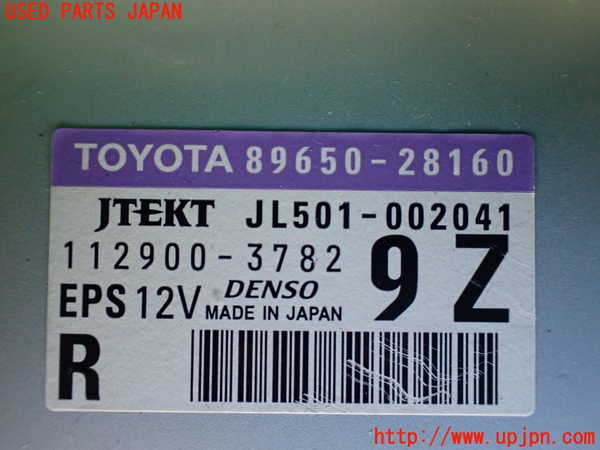 USED PARTS JAPAN
TOYOTA 89650-28160
JTEKT JL501-002041
112900-3782 9Z
EPS 12V DENSO
MADE IN JAPAN
R
http://www.upjpn.com/